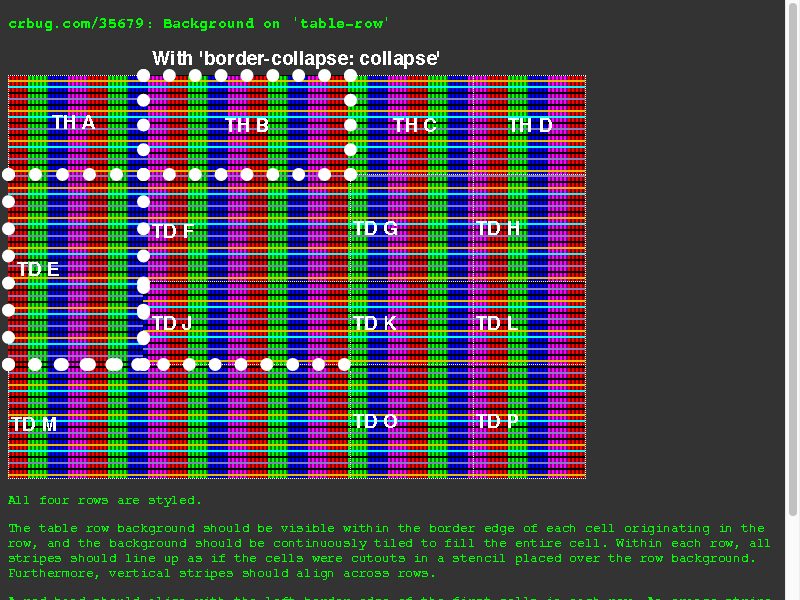 crbug.com/35679: Background on 'table-row'
With 'border-collapse: collapse'
TH A TH B TH C TH D
TD F TD G TD H
TD E
TD J TD K TD L
TD M TD O TD P
All four rows are styled.
The table row background should be visible within the border edge of each cell originating in the
row, and the background should be continuously tiled to fill the entire cell. Within each row, all
stripes should line up as if the cells were cutouts in a stencil placed over the row background.
Furthermore, vertical stripes should align across rows.